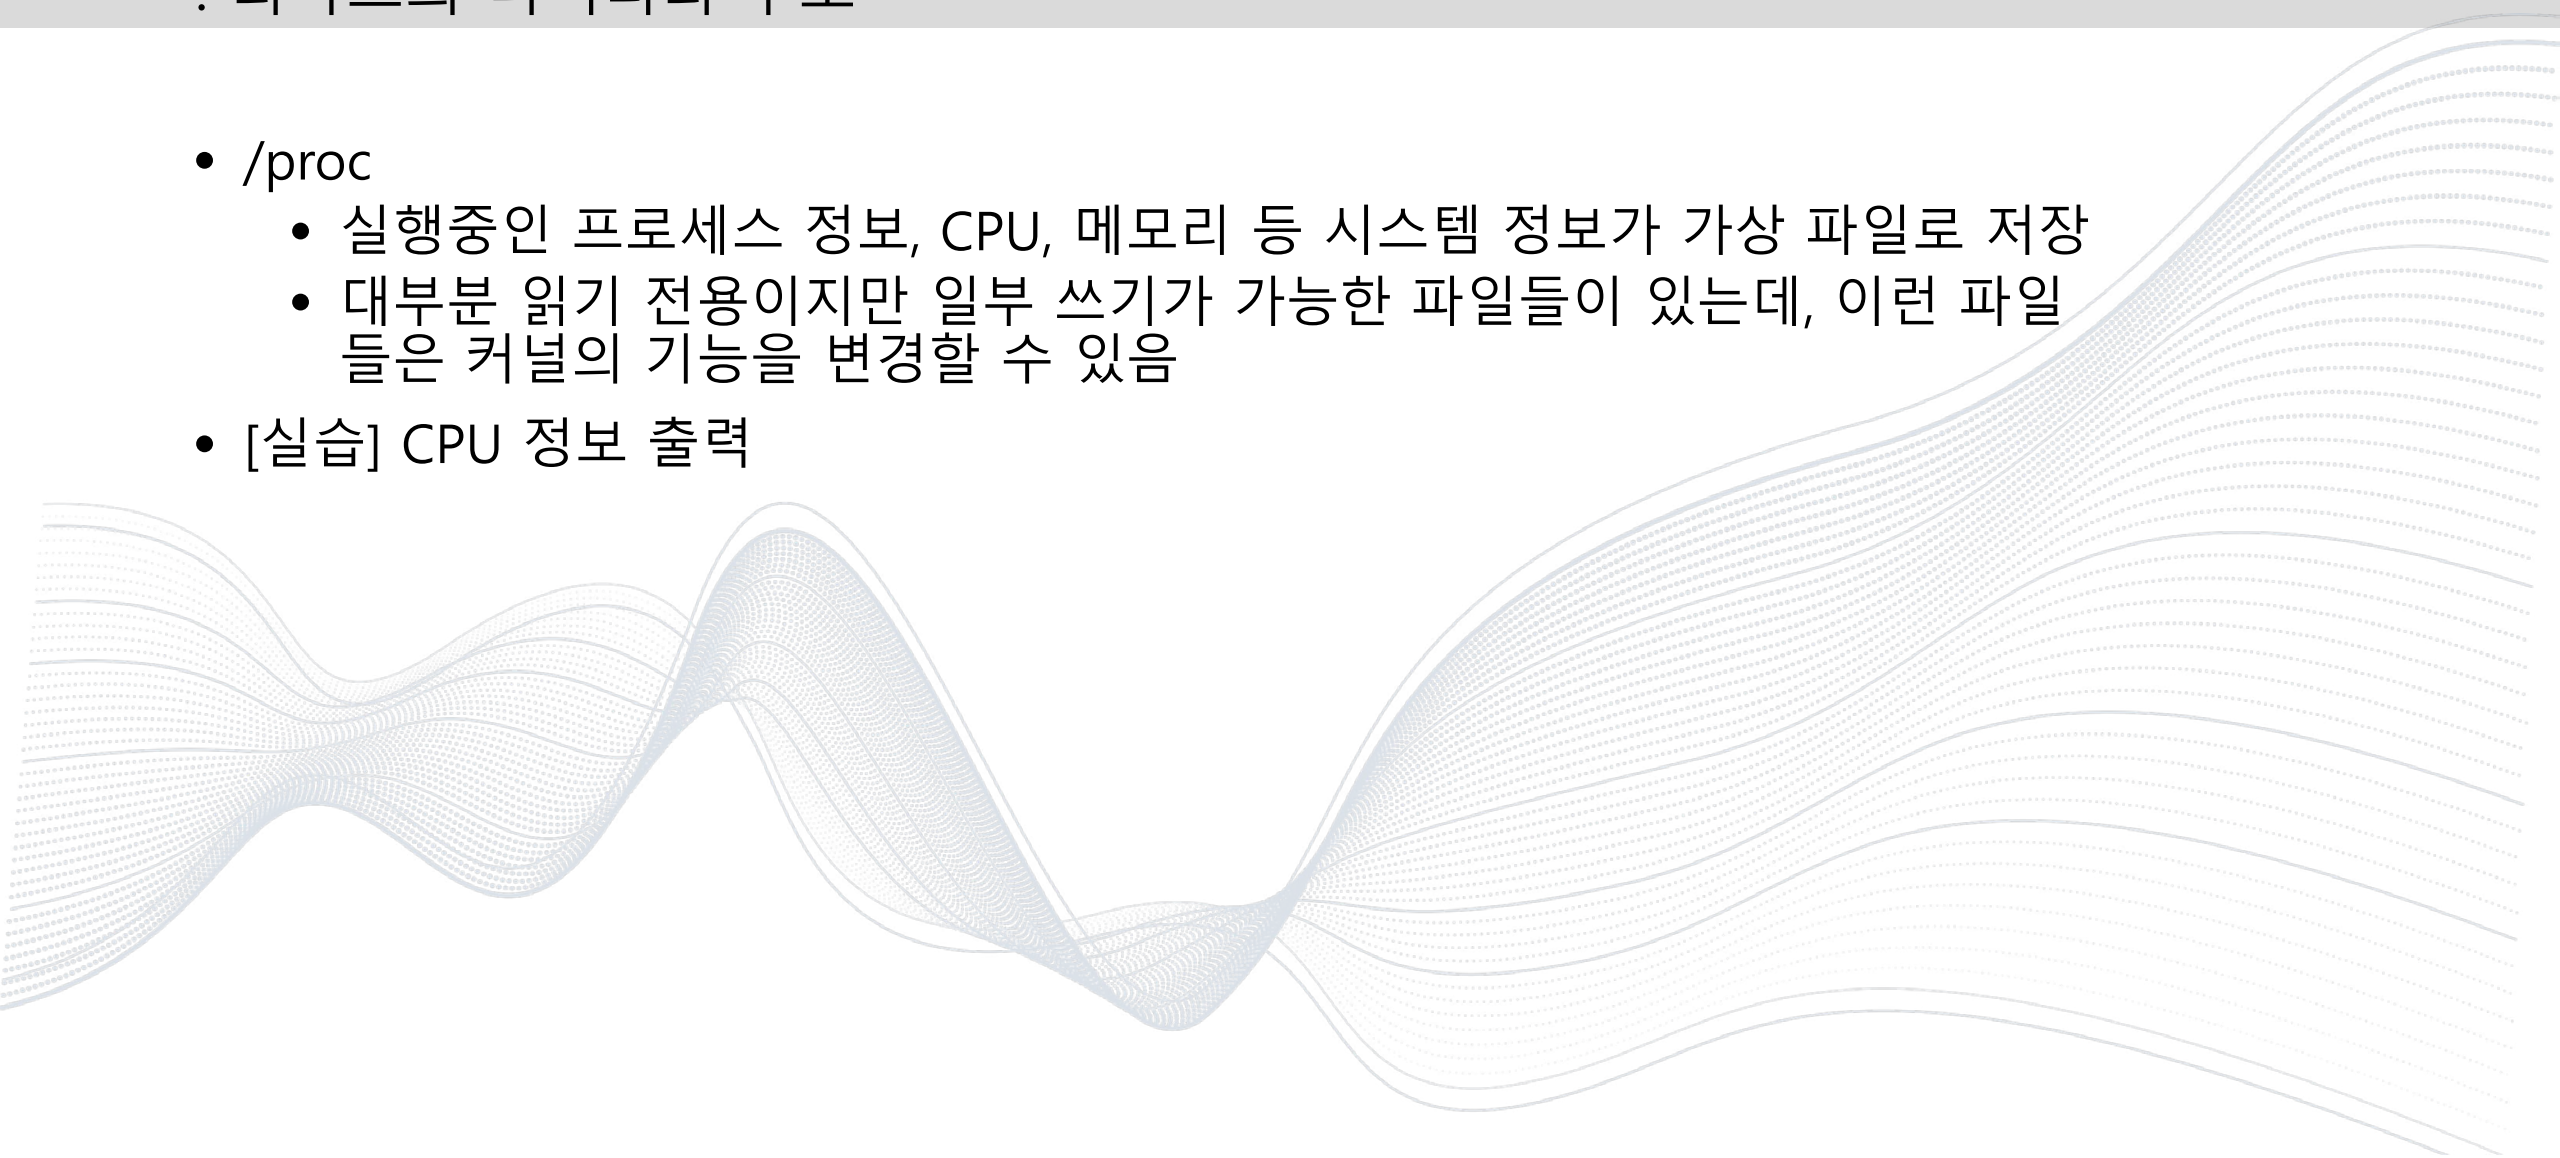 /proc
실행중인 프로세스 정보, CPU, 메모리 등 시스템 정보가 가상 파일로 저장
대부분 읽기 전용이지만 일부 쓰기가 가능한 파일들이 있는데, 이런 파일
들은 커널의 기능을 변경할 수 있음
[실습] CPU 정보 출력